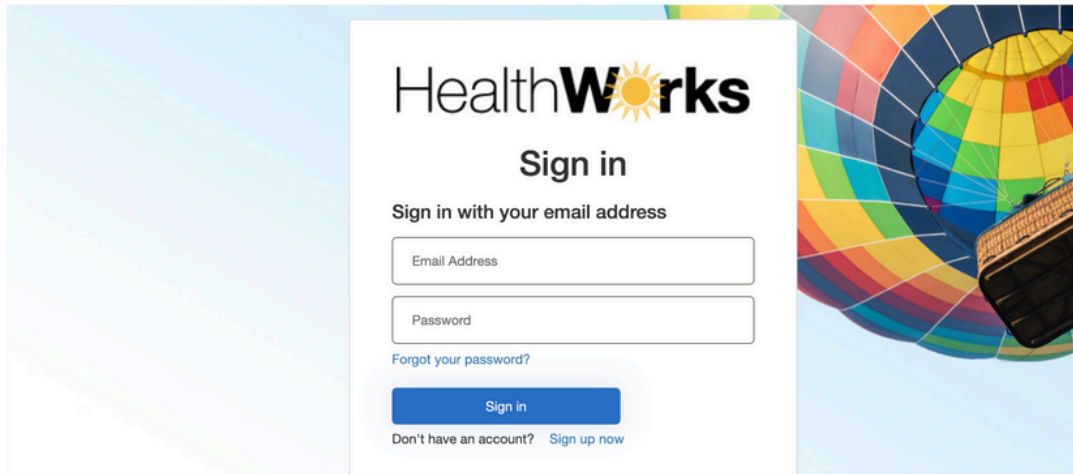 HealthWorks
Sign in
Sign in with your email address
Email Address
Password
Forgot your password?
Sign in
Don't have an account? Sign up now